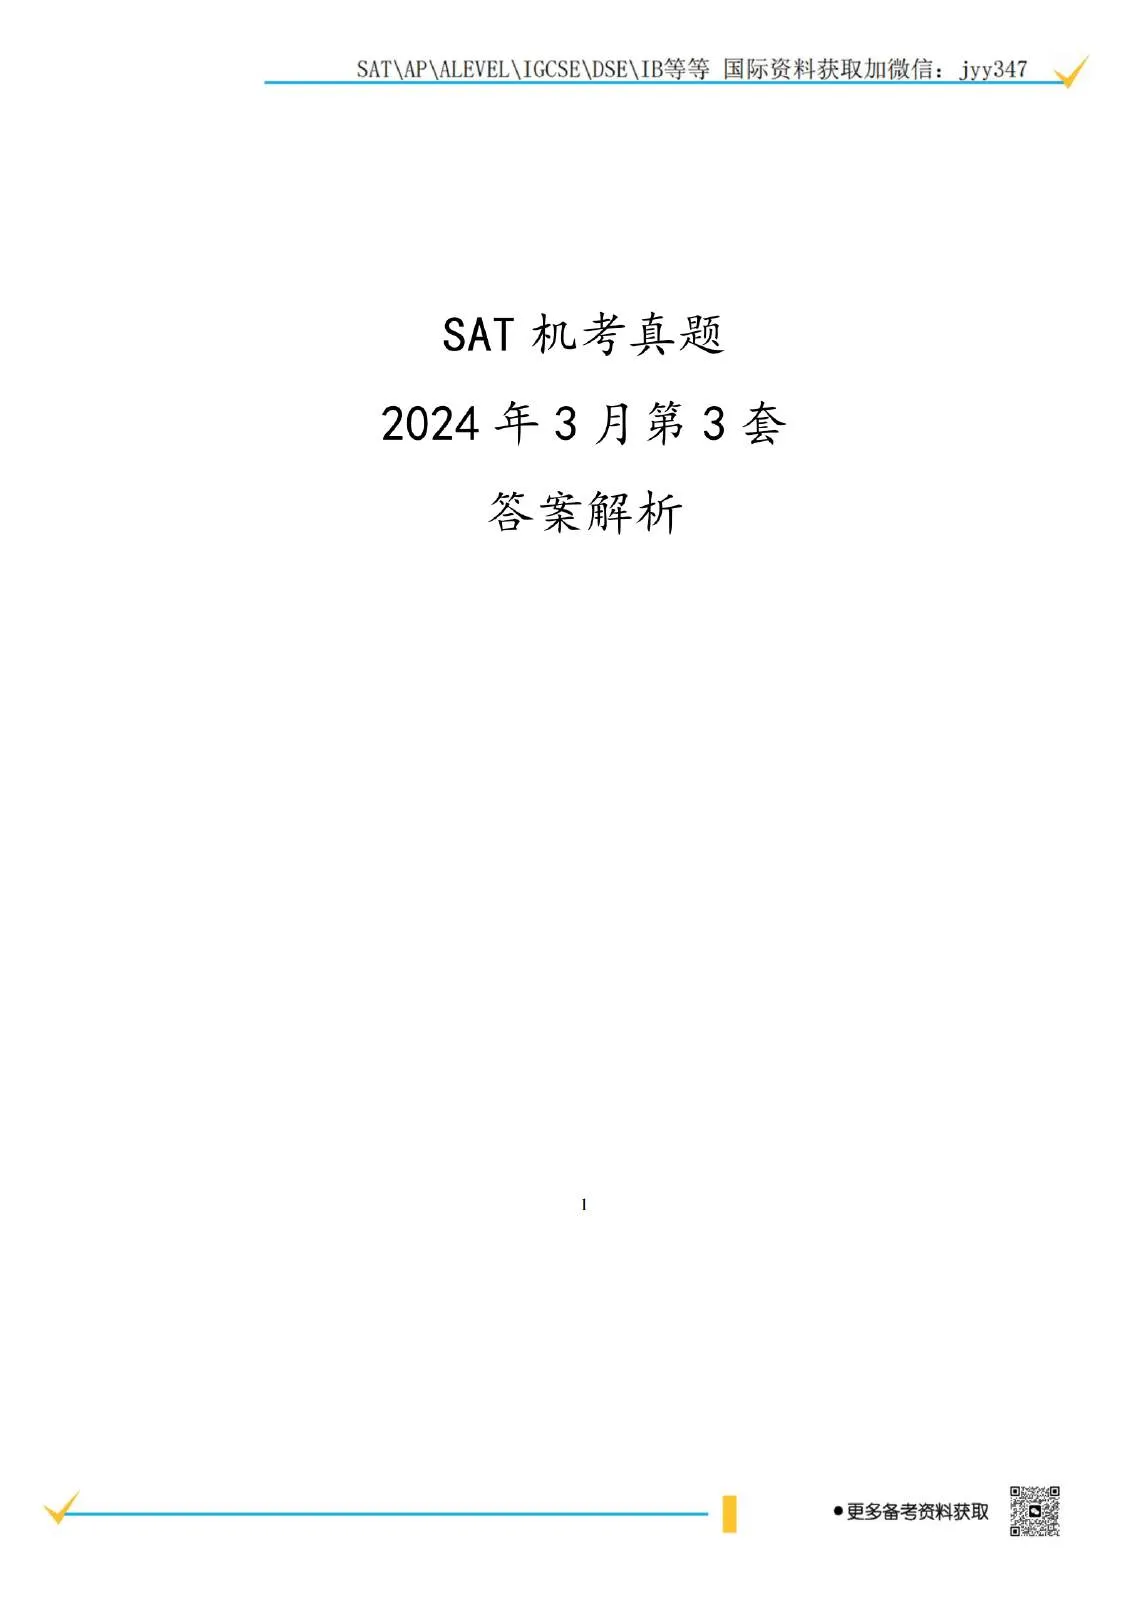 SAT\AP\ALEVEL\IGCSE\DSE\IB等等 国际资料获取加微信：jyy347
SAT 机考真题
2024 年 3 月第 3 套
答案解析
I
●更多备考资料获取